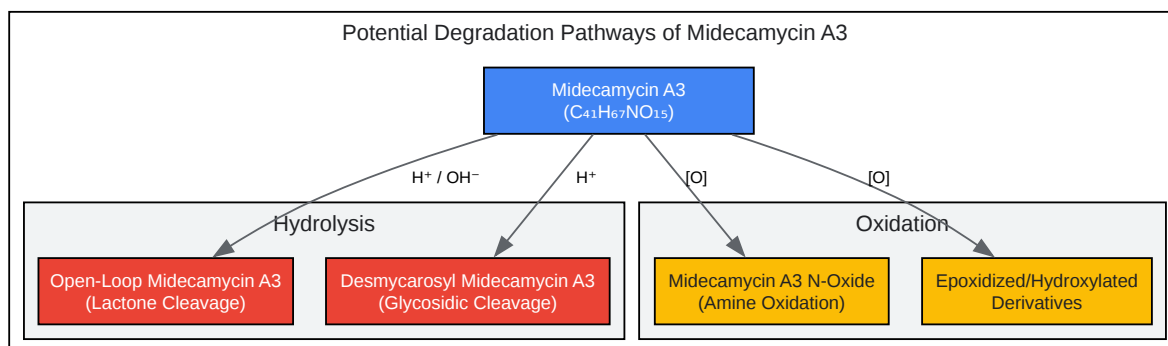 Potential Degradation Pathways of Midecamycin A3
Midecamycin A3
(C₄₁H₆₇NO₁₅)
H⁺ / OH⁻
H⁺
[O]
[O]
Hydrolysis
Oxidation
Open-Loop Midecamycin A3
(Lactone Cleavage)
Desmycarosyl Midecamycin A3
(Glycosidic Cleavage)
Midecamycin A3 N-Oxide
(Amine Oxidation)
Epoxidized/Hydroxylated
Derivatives